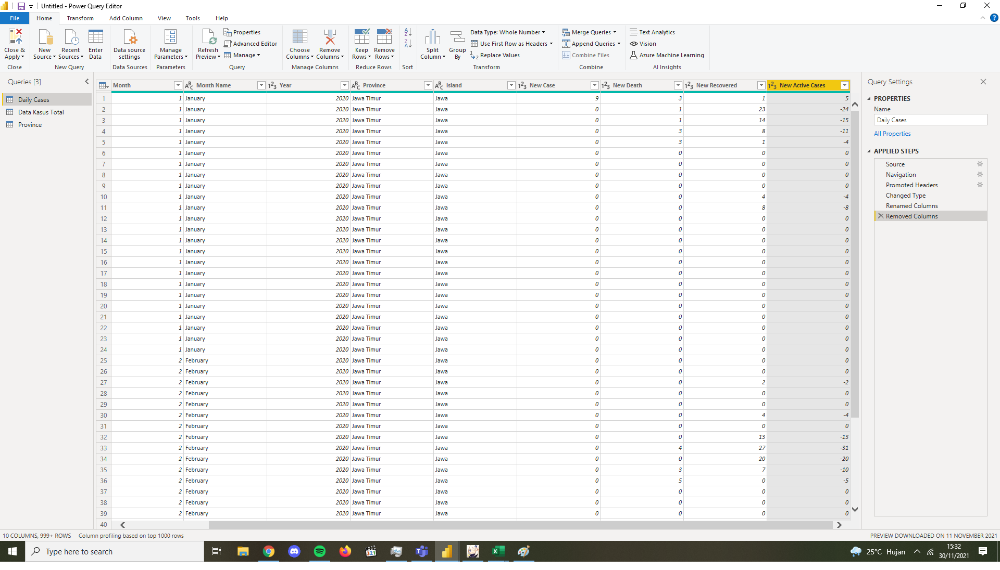 Untitled - Power Query Editor
File Home Transform Add Column View Tools Help
Close & Apply
New Source
Recent Sources
Enter Data
Data source settings
Manage Parameters
Refresh Preview
Properties
Advanced Editor
Manage
Choose Columns
Remove Columns
Keep Rows
Remove Rows
Split Column
Group By
Data Type: Whole Number
Use First Row as Headers
Replace Values
Merge Queries
Append Queries
Combine Files
Text Analytics
Vision
Azure Machine Learning
Close New Query Data Sources Parameters Query Manage Columns Reduce Rows Sort Transform Combine AI Insights
Queries [3]
Daily Cases
Data Kasus Total
Province
Month Month Name Year Province Island New Case New Death New Recovered New Active Cases
1 1 January 2020 Jawa Timur Jawa 9 3 1 5
2 1 January 2020 Jawa Timur Jawa 0 1 23 -24
3 1 January 2020 Jawa Timur Jawa 0 1 14 -15
4 1 January 2020 Jawa Timur Jawa 0 3 8 -11
5 1 January 2020 Jawa Timur Jawa 0 3 1 -4
6 1 January 2020 Jawa Timur Jawa 0 0 0 0
7 1 January 2020 Jawa Timur Jawa 0 0 0 0
8 1 January 2020 Jawa Timur Jawa 0 0 0 0
9 1 January 2020 Jawa Timur Jawa 0 0 0 0
10 1 January 2020 Jawa Timur Jawa 0 0 4 -4
11 1 January 2020 Jawa Timur Jawa 0 0 8 -8
12 1 January 2020 Jawa Timur Jawa 0 0 0 0
13 1 January 2020 Jawa Timur Jawa 0 0 0 0
14 1 January 2020 Jawa Timur Jawa 0 0 0 0
15 1 January 2020 Jawa Timur Jawa 0 0 0 0
16 1 January 2020 Jawa Timur Jawa 0 0 0 0
17 1 January 2020 Jawa Timur Jawa 0 0 0 0
18 1 January 2020 Jawa Timur Jawa 0 0 0 0
19 1 January 2020 Jawa Timur Jawa 0 0 0 0
20 1 January 2020 Jawa Timur Jawa 0 0 0 0
21 1 January 2020 Jawa Timur Jawa 0 0 0 0
22 1 January 2020 Jawa Timur Jawa 0 0 0 0
23 1 January 2020 Jawa Timur Jawa 0 0 0 0
24 1 January 2020 Jawa Timur Jawa 0 0 0 0
25 2 February 2020 Jawa Timur Jawa 0 0 0 0
26 2 February 2020 Jawa Timur Jawa 0 0 0 0
27 2 February 2020 Jawa Timur Jawa 0 0 2 -2
28 2 February 2020 Jawa Timur Jawa 0 0 0 0
29 2 February 2020 Jawa Timur Jawa 0 0 0 0
30 2 February 2020 Jawa Timur Jawa 0 0 4 -4
31 2 February 2020 Jawa Timur Jawa 0 0 0 0
32 2 February 2020 Jawa Timur Jawa 0 0 13 -13
33 2 February 2020 Jawa Timur Jawa 0 4 27 -31
34 2 February 2020 Jawa Timur Jawa 0 0 20 -20
35 2 February 2020 Jawa Timur Jawa 0 3 7 -10
36 2 February 2020 Jawa Timur Jawa 0 5 0 -5
37 2 February 2020 Jawa Timur Jawa 0 0 0 0
38 2 February 2020 Jawa Timur Jawa 0 0 0 0
39 2 February 2020 Jawa Timur Jawa 0 0 0 0
40
Query Settings
PROPERTIES
Name
Daily Cases
All Properties
APPLIED STEPS
Source
Navigation
Promoted Headers
Changed Type
Renamed Columns
Removed Columns
10 COLUMNS, 999+ ROWS Column profiling based on top 1000 rows
PREVIEW DOWNLOADED ON 11 NOVEMBER 2021
Type here to search
25°C Hujan
15:32
30/11/2021